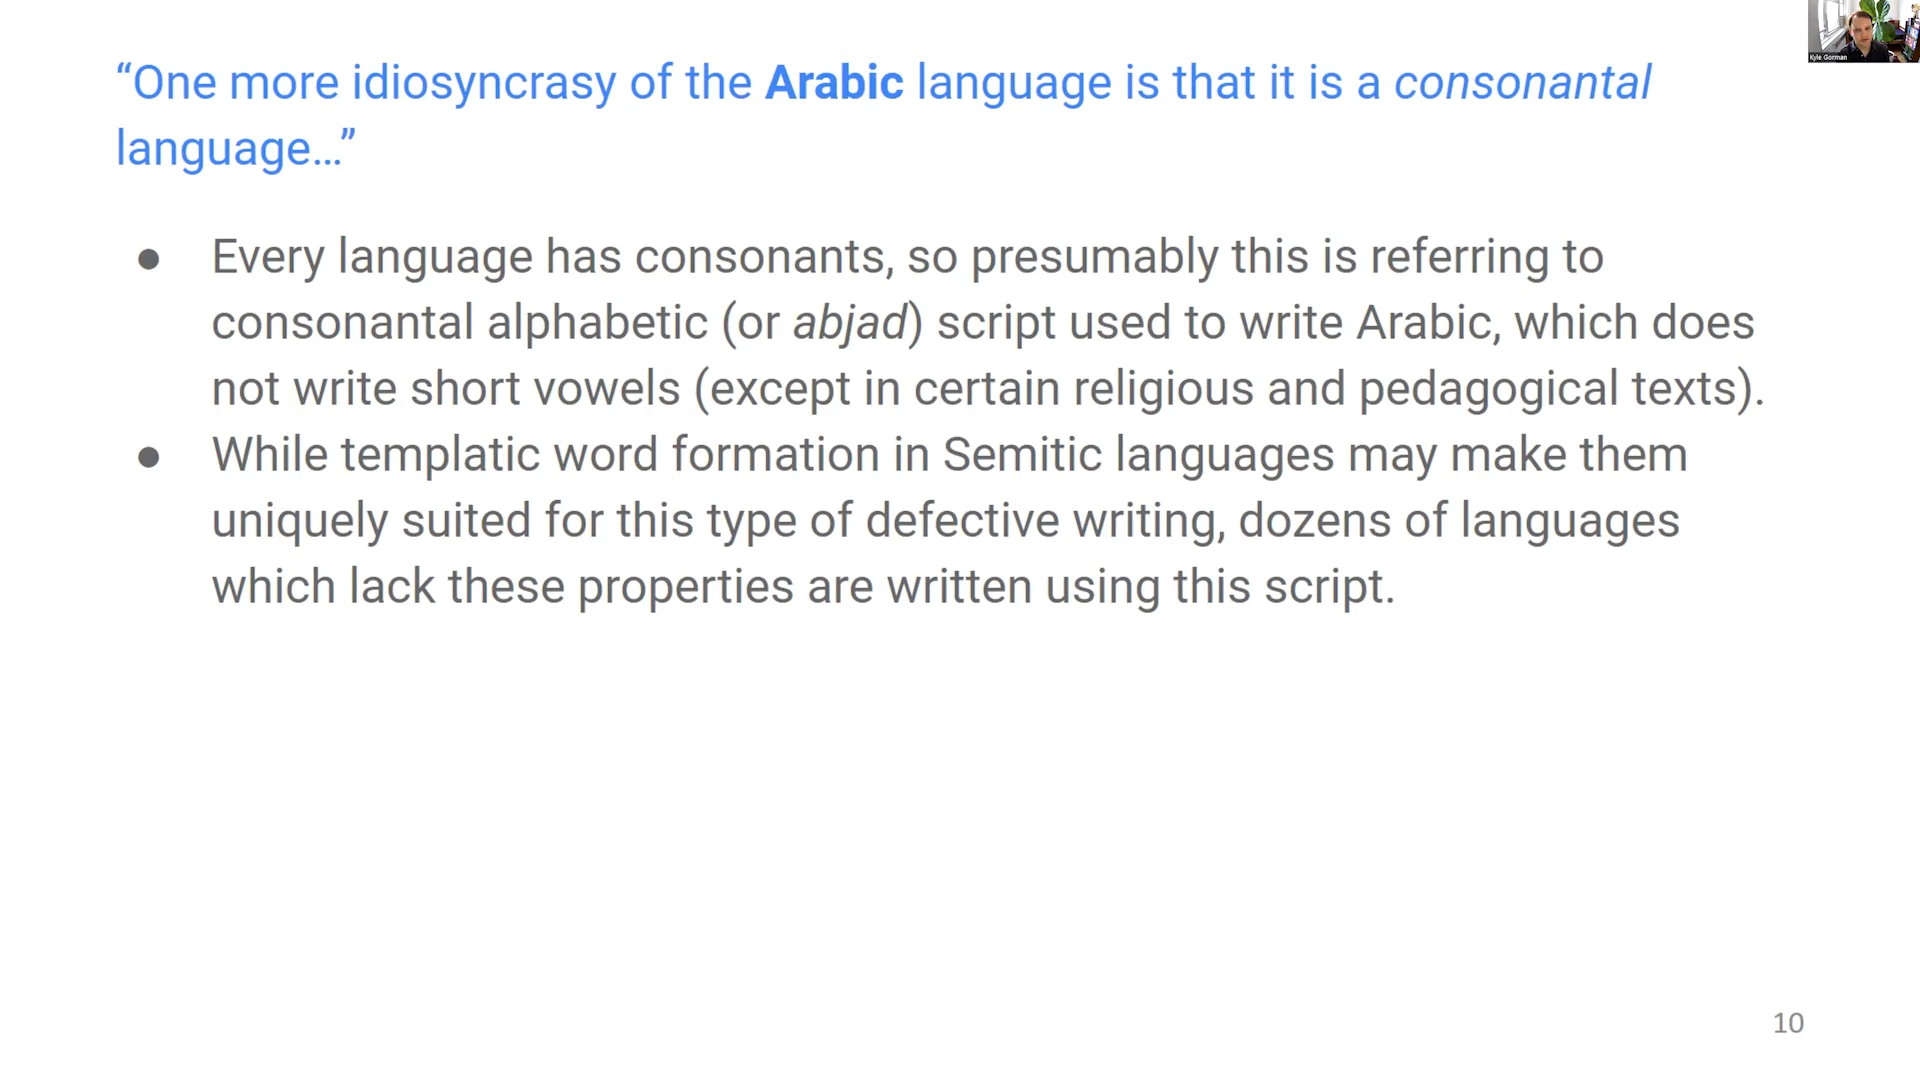 “One more idiosyncrasy of the Arabic language is that it is a consonantal
language…”
● Every language has consonants, so presumably this is referring to
consonantal alphabetic (or abjad) script used to write Arabic, which does
not write short vowels (except in certain religious and pedagogical texts).
● While templatic word formation in Semitic languages may make them
uniquely suited for this type of defective writing, dozens of languages
which lack these properties are written using this script.
10
Kyle Gorman